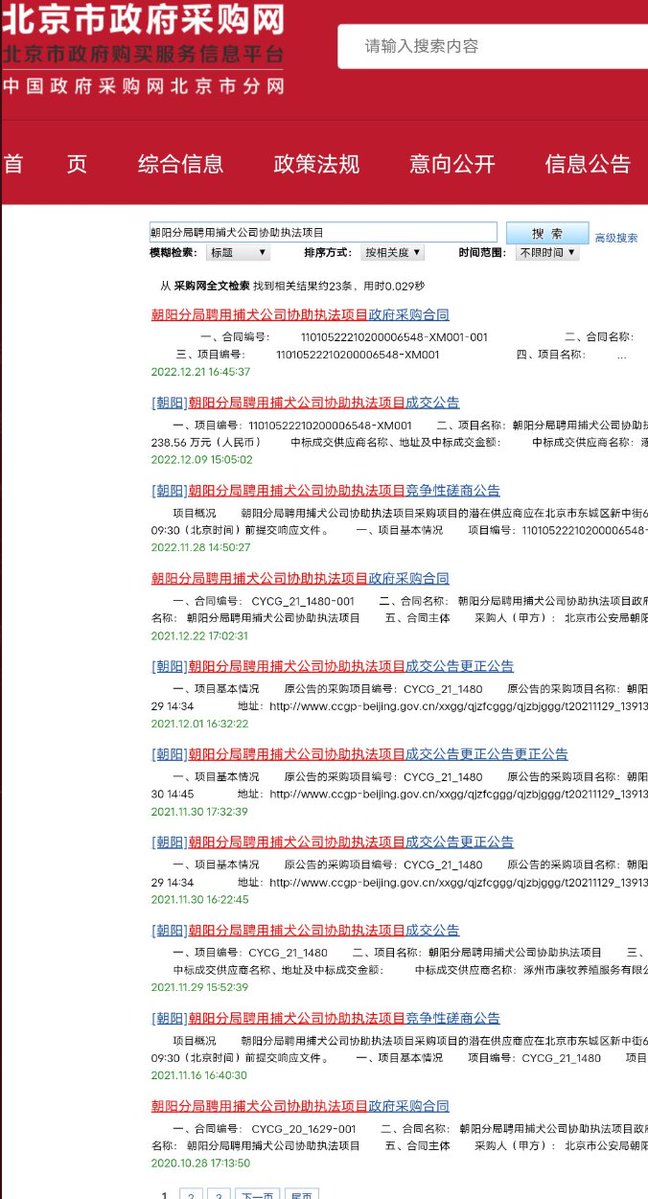 北京市政府采购网
北京市政府购买服务信息平台
中国政府采购网北京市分网
请输入搜索内容
首 页 综合信息 政策法规 意向公开 信息公告
朝阳分局聘用捕犬公司协助执法项目 搜 索 高级搜索
模糊检索: 标题 ▼ 排序方式: 按相关度 ▼ 时间范围: 不限时间 ▼
从 采购网全文检索 找到相关结果约23条，用时0.029秒
朝阳分局聘用捕犬公司协助执法项目政府采购合同
一、合同编号: 11010522210200006548-XM001-001 二、合同名称:
三、项目编号: 11010522210200006548-XM001 四、项目名称: ...
2022.12.21 16:45:37
[朝阳]朝阳分局聘用捕犬公司协助执法项目成交公告
一、项目编号: 11010522210200006548-XM001 二、项目名称: 朝阳分局聘用捕犬公司协助执
238.56 万元（人民币） 中标成交供应商名称、地址及中标成交金额: 中标成交供应商名称:
2022.12.09 15:05:02
[朝阳]朝阳分局聘用捕犬公司协助执法项目竞争性磋商公告
项目概况 朝阳分局聘用捕犬公司协助执法项目采购项目的潜在供应商应在北京市东城区新中街6
09:30（北京时间）前提交响应文件。 一、项目基本情况 项目编号: 11010522210200006548-
2022.11.28 14:50:27
朝阳分局聘用捕犬公司协助执法项目政府采购合同
一、合同编号: CYCG_21_1480-001 二、合同名称: 朝阳分局聘用捕犬公司协助执法项目政
名称: 朝阳分局聘用捕犬公司协助执法项目 五、合同主体 采购人（甲方）: 北京市公安局朝
2021.12.22 17:02:31
[朝阳]朝阳分局聘用捕犬公司协助执法项目成交公告更正公告
一、项目基本情况 原公告的采购项目编号: CYCG_21_1480 原公告的采购项目名称: 朝阳
29 14:34 地址: http://www.ccgp-beijing.gov.cn/xxgg/qjzfcggg/qjzbjggg/t20211129_13913
2021.12.01 16:32:22
[朝阳]朝阳分局聘用捕犬公司协助执法项目成交公告更正公告更正公告
一、项目基本情况 原公告的采购项目编号: CYCG_21_1480 原公告的采购项目名称: 朝阳
30 14:45 地址: http://www.ccgp-beijing.gov.cn/xxgg/qjzfcggg/qjzbjggg/t20211129_13913
2021.11.30 17:32:39
[朝阳]朝阳分局聘用捕犬公司协助执法项目成交公告更正公告
一、项目基本情况 原公告的采购项目编号: CYCG_21_1480 原公告的采购项目名称: 朝阳
29 14:34 地址: http://www.ccgp-beijing.gov.cn/xxgg/qjzfcggg/qjzbjggg/t20211129_13913
2021.11.30 16:22:45
[朝阳]朝阳分局聘用捕犬公司协助执法项目成交公告
一、项目编号: CYCG_21_1480 二、项目名称: 朝阳分局聘用捕犬公司协助执法项目 三、
中标成交供应商名称、地址及中标成交金额: 中标成交供应商名称: 涿州市康牧养殖服务有限
2021.11.29 15:52:39
[朝阳]朝阳分局聘用捕犬公司协助执法项目竞争性磋商公告
项目概况 朝阳分局聘用捕犬公司协助执法项目采购项目的潜在供应商应在北京市东城区新中街6
09:30（北京时间）前提交响应文件。 一、项目基本情况 项目编号: CYCG_21_1480 项目
2021.11.16 16:40:30
朝阳分局聘用捕犬公司协助执法项目政府采购合同
一、合同编号: CYCG_20_1629-001 二、合同名称: 朝阳分局聘用捕犬公司协助执法项目政
名称: 朝阳分局聘用捕犬公司协助执法项目 五、合同主体 采购人（甲方）: 北京市公安局朝
2020.10.28 17:13:50
1 2 3 下一页 尾页